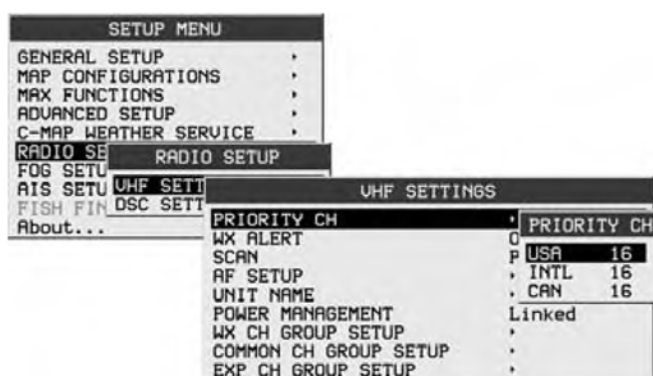 SETUP MENU
GENERAL SETUP
MAP CONFIGURATIONS
MAX FUNCTIONS
ADVANCED SETUP
C-MAP WEATHER SERVICE
RADIO SE
FOG SETU
AIS SETU
FISH FIN
About...
RADIO SETUP
VHF SETT
DSC SETT
VHF SETTINGS
PRIORITY CH
WX ALERT
SCAN
AF SETUP
UNIT NAME
POWER MANAGEMENT Linked
WX CH GROUP SETUP
COMMON CH GROUP SETUP
EXP CH GROUP SETUP
PRIORITY CH
USA 16
INTL 16
CAN 16